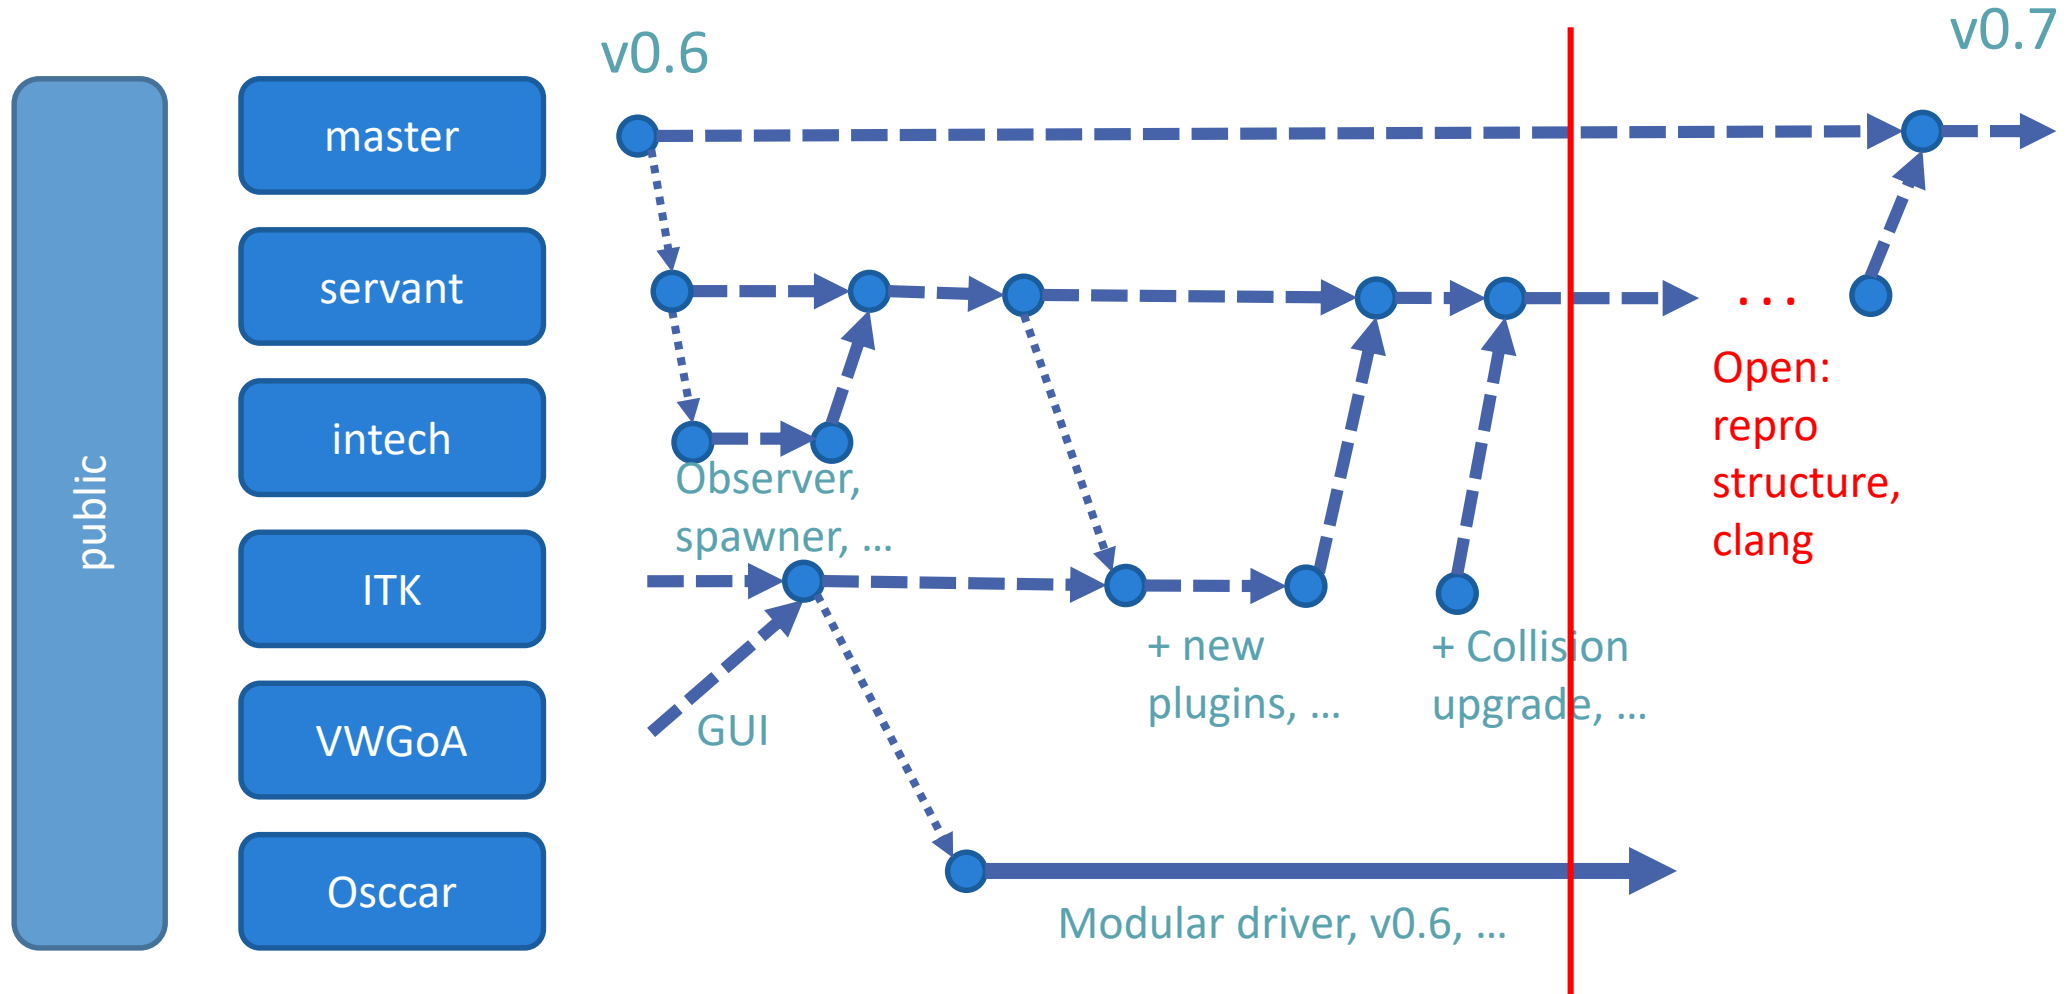 v0.6
v0.7
public
master
servant
intech
ITK
VWGoA
Osccar
Observer,
spawner, ...
GUI
+ new
plugins, ...
+ Collision
upgrade, ...
Modular driver, v0.6, ...
...
Open:
repro
structure,
clang